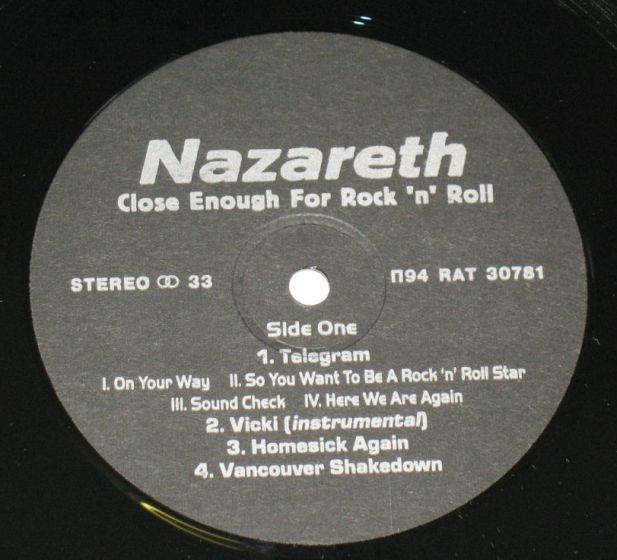 Nazareth
Close Enough For Rock 'n' Roll
STEREO 33 П94 RAT 30781
Side One
1. Telegram
I. On Your Way II. So You Want To Be A Rock 'n' Roll Star
III. Sound Check IV. Here We Are Again
2. Vicki (instrumental)
3. Homesick Again
4. Vancouver Shakedown